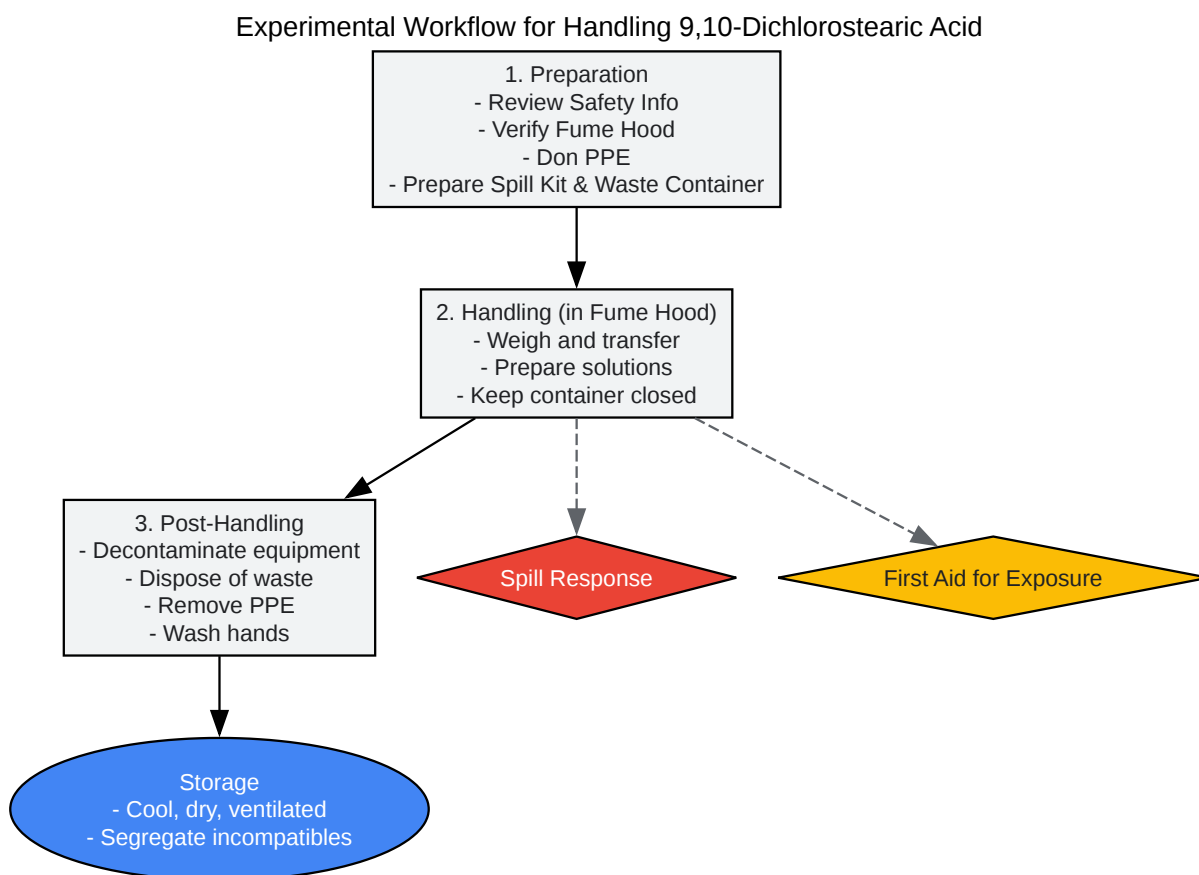 Experimental Workflow for Handling 9,10-Dichlorostearic Acid
1. Preparation
- Review Safety Info
- Verify Fume Hood
- Don PPE
- Prepare Spill Kit & Waste Container
2. Handling (in Fume Hood)
- Weigh and transfer
- Prepare solutions
- Keep container closed
3. Post-Handling
- Decontaminate equipment
- Dispose of waste
- Remove PPE
- Wash hands
Spill Response
First Aid for Exposure
Storage
- Cool, dry, ventilated
- Segregate incompatibles